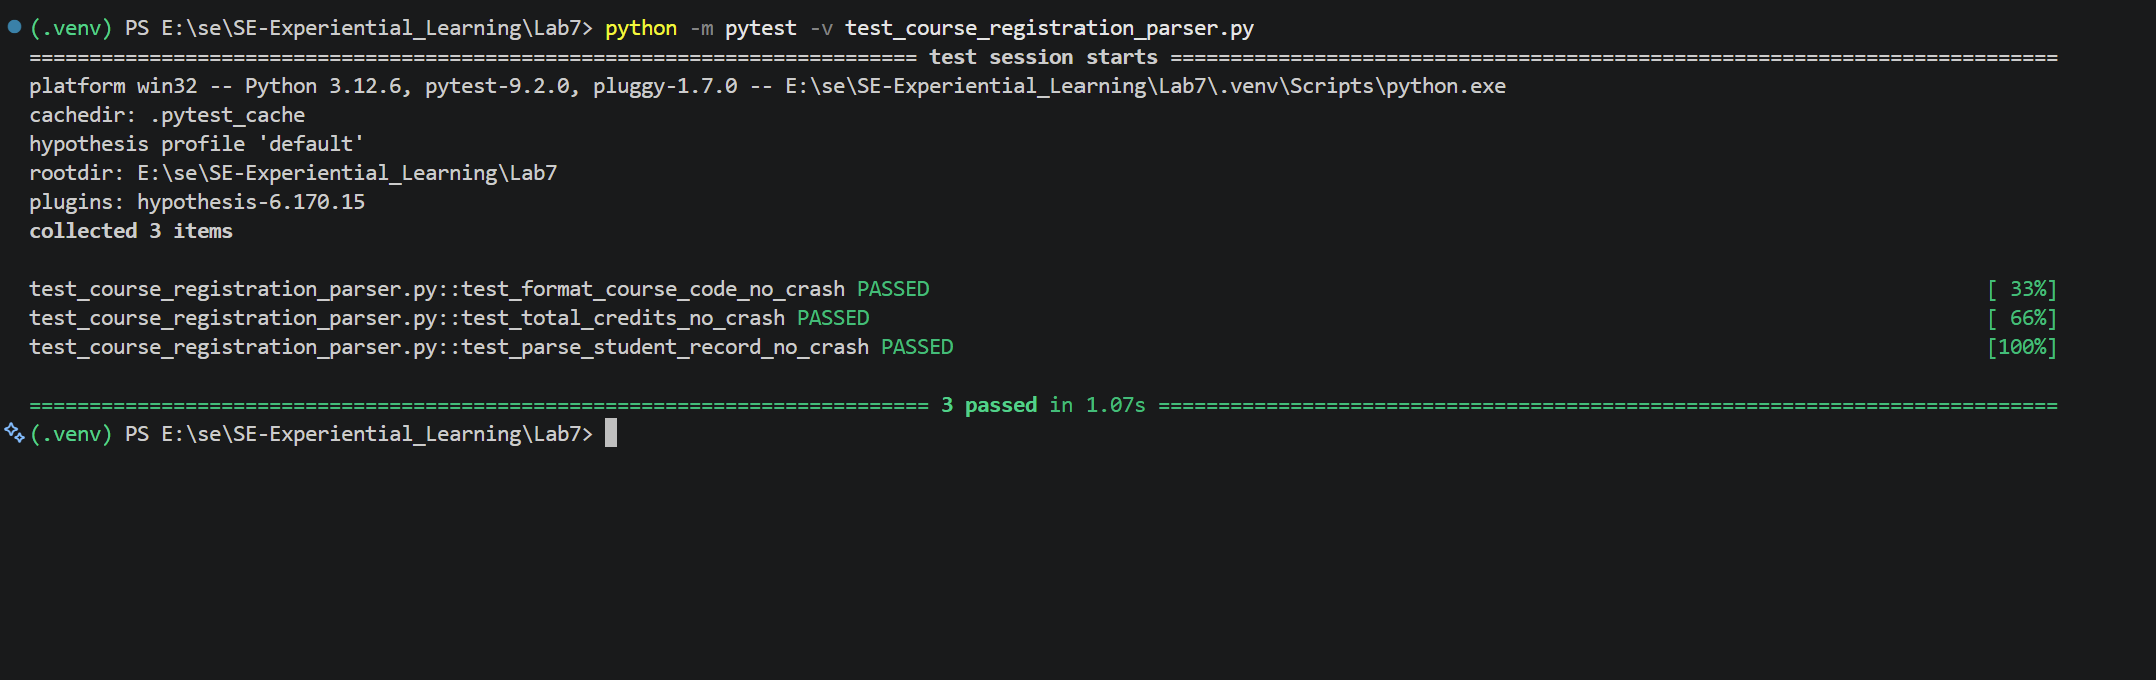 (.venv) PS E:\se\SE-Experiential_Learning\Lab7> python -m pytest -v test_course_registration_parser.py
========================================================================== test session starts ==========================================================================
platform win32 -- Python 3.12.6, pytest-9.2.0, pluggy-1.7.0 -- E:\se\SE-Experiential_Learning\Lab7\.venv\Scripts\python.exe
cachedir: .pytest_cache
hypothesis profile 'default'
rootdir: E:\se\SE-Experiential_Learning\Lab7
plugins: hypothesis-6.170.15
collected 3 items
test_course_registration_parser.py::test_format_course_code_no_crash PASSED [ 33%]
test_course_registration_parser.py::test_total_credits_no_crash PASSED [ 66%]
test_course_registration_parser.py::test_parse_student_record_no_crash PASSED [100%]
=========================================================================== 3 passed in 1.07s ===========================================================================
(.venv) PS E:\se\SE-Experiential_Learning\Lab7>